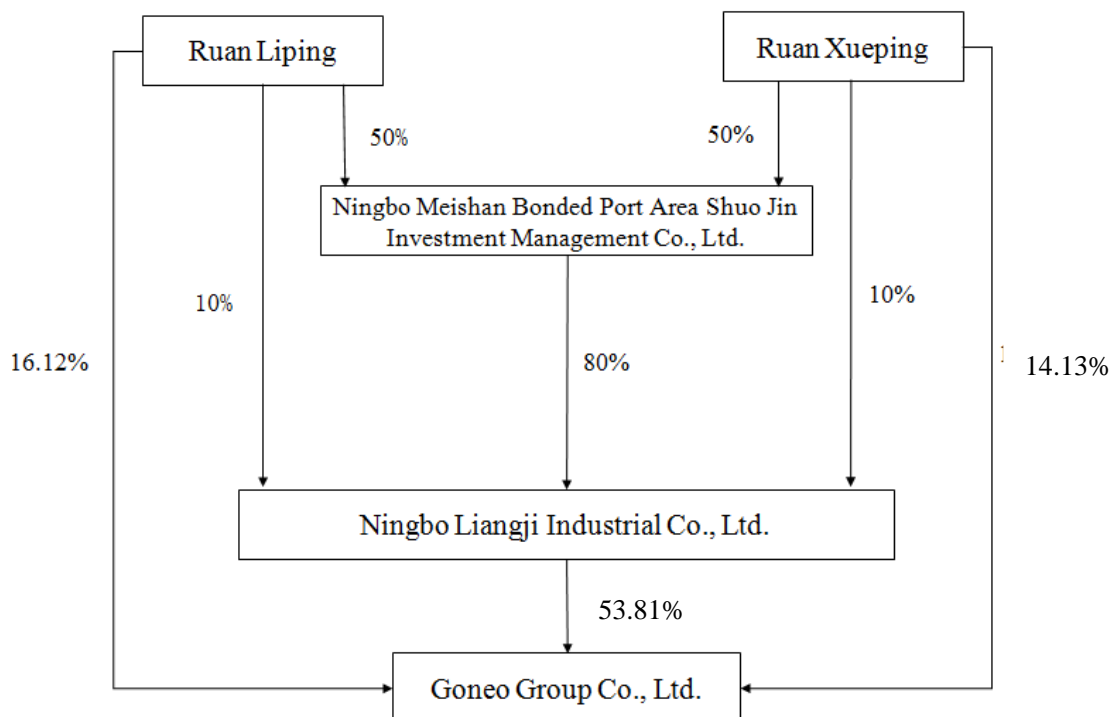 Ruan Liping
Ruan Xueping
50%
50%
Ningbo Meishan Bonded Port Area Shuo Jin
Investment Management Co., Ltd.
10%
10%
16.12%
80%
14.13%
Ningbo Liangji Industrial Co., Ltd.
53.81%
Goneo Group Co., Ltd.